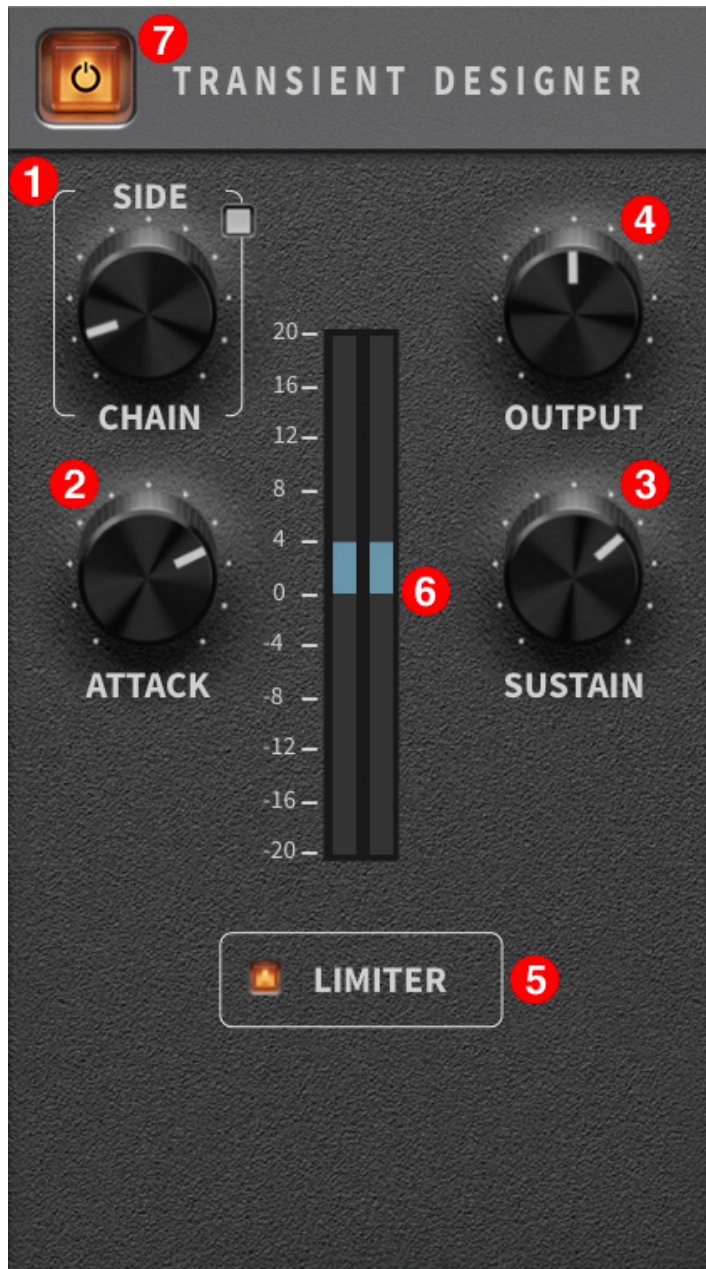 7
TRANSIENT DESIGNER
1
SIDE
4
CHAIN
OUTPUT
20
16
12
8
4
0
-4
-8
-12
-16
-20
2
3
6
ATTACK
SUSTAIN
LIMITER
5